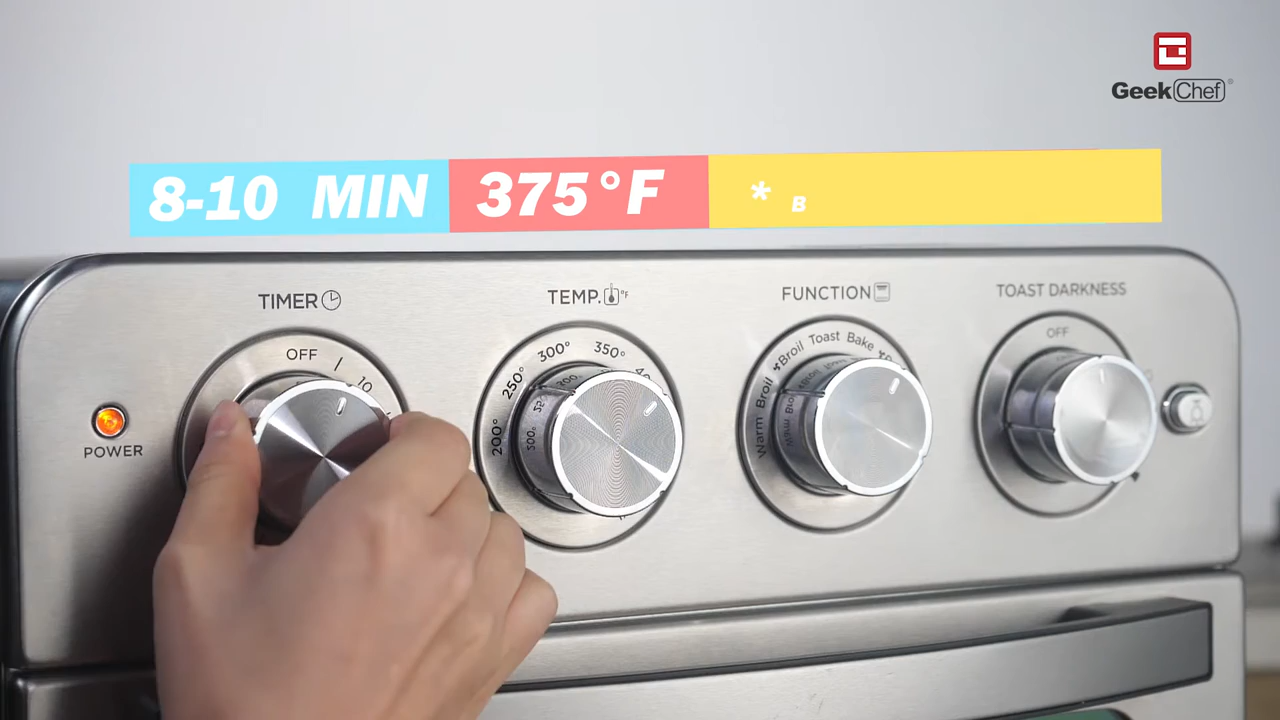 GeekChef
8-10 MIN 375°F * B
TIMER
TEMP. °F
FUNCTION
TOAST DARKNESS
OFF 10
200° 250° 300° 350°
Warm Broil Broil Toast Bake
OFF
POWER